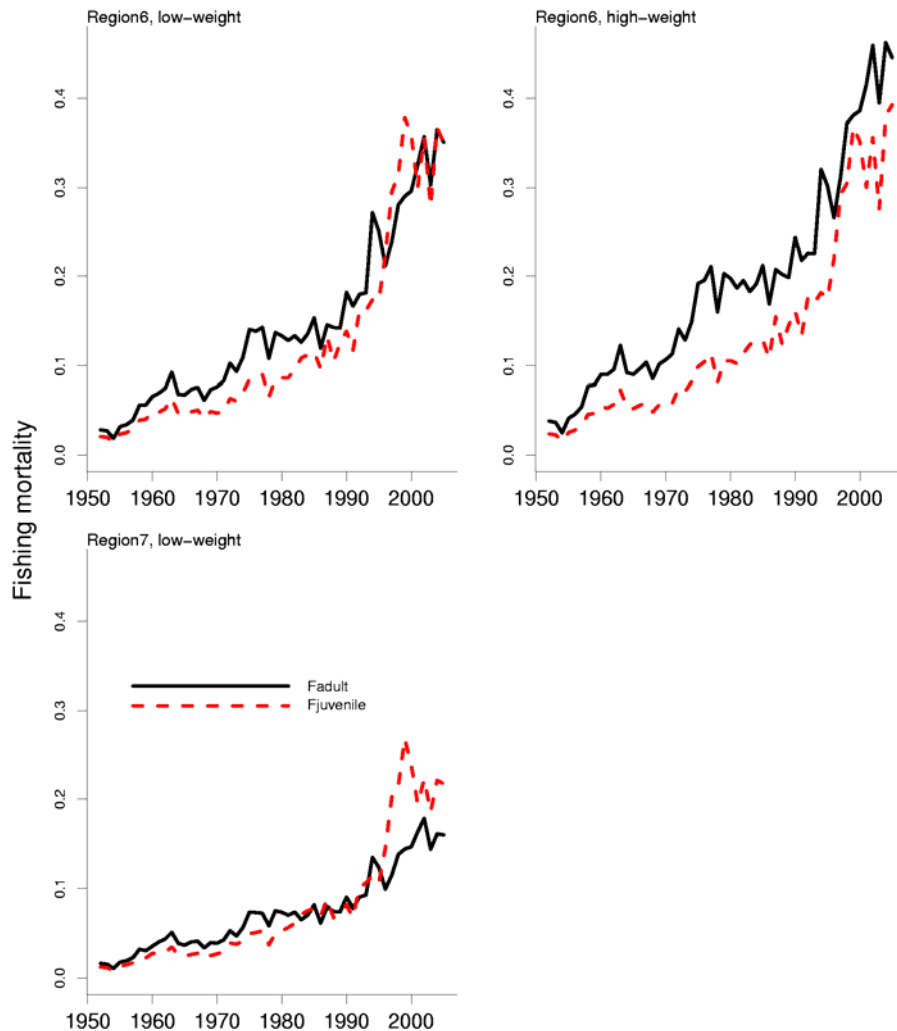 Region6, low-weight
Region6, high-weight
0.4
0.3
0.2
0.1
0.0
1950 1960 1970 1980 1990 2000
0.4
0.3
0.2
0.1
0.0
1950 1960 1970 1980 1990 2000
Fishing mortality
Region7, low-weight
0.4
0.3
0.2
0.1
0.0
Fadult
Fjuvenile
1950 1960 1970 1980 1990 2000